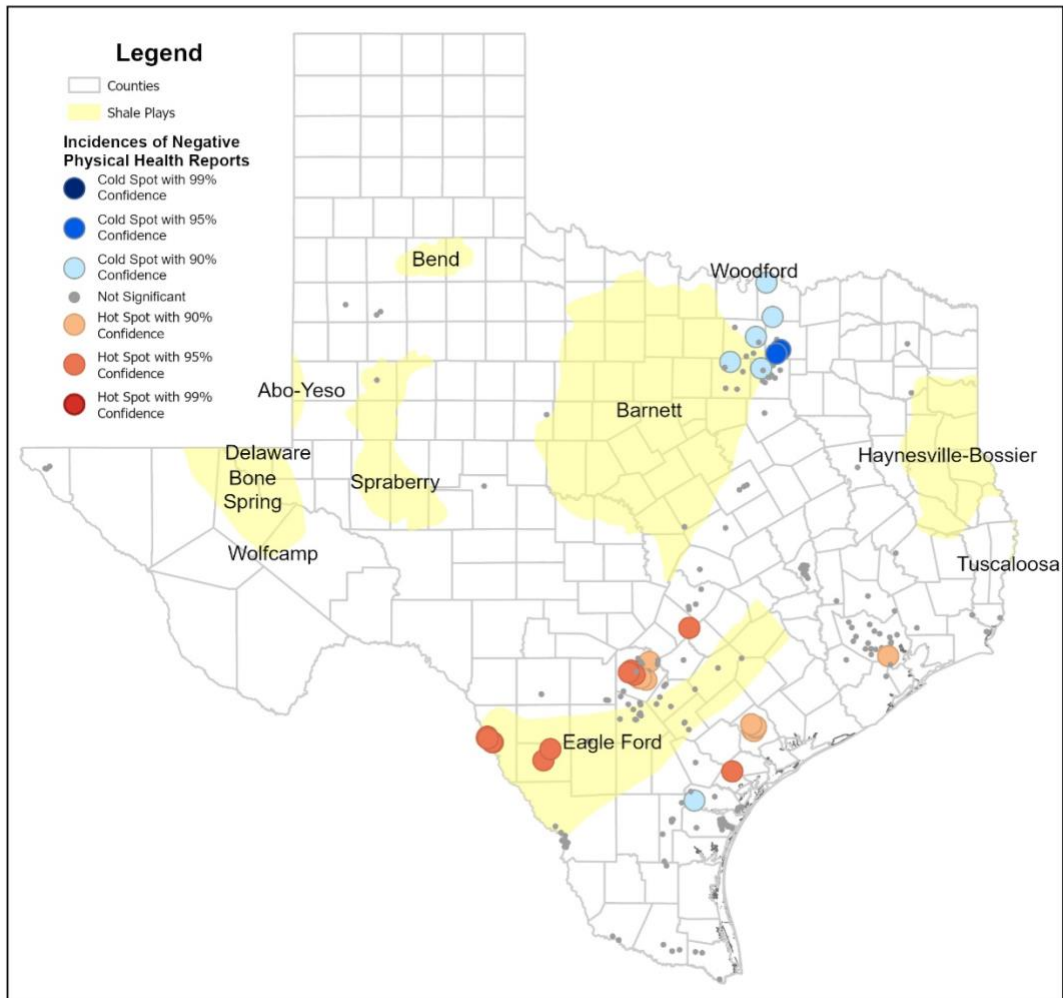 Legend
Counties
Shale Plays
Incidences of Negative
Physical Health Reports
Cold Spot with 99%
Confidence
Cold Spot with 95%
Confidence
Cold Spot with 90%
Confidence
Not Significant
Hot Spot with 90%
Confidence
Hot Spot with 95%
Confidence
Hot Spot with 99%
Confidence
Bend
Woodford
Abo-Yeso
Barnett
Delaware
Bone
Spring
Spraberry
Haynesville-Bossier
Wolfcamp
Tuscaloosa
Eagle Ford